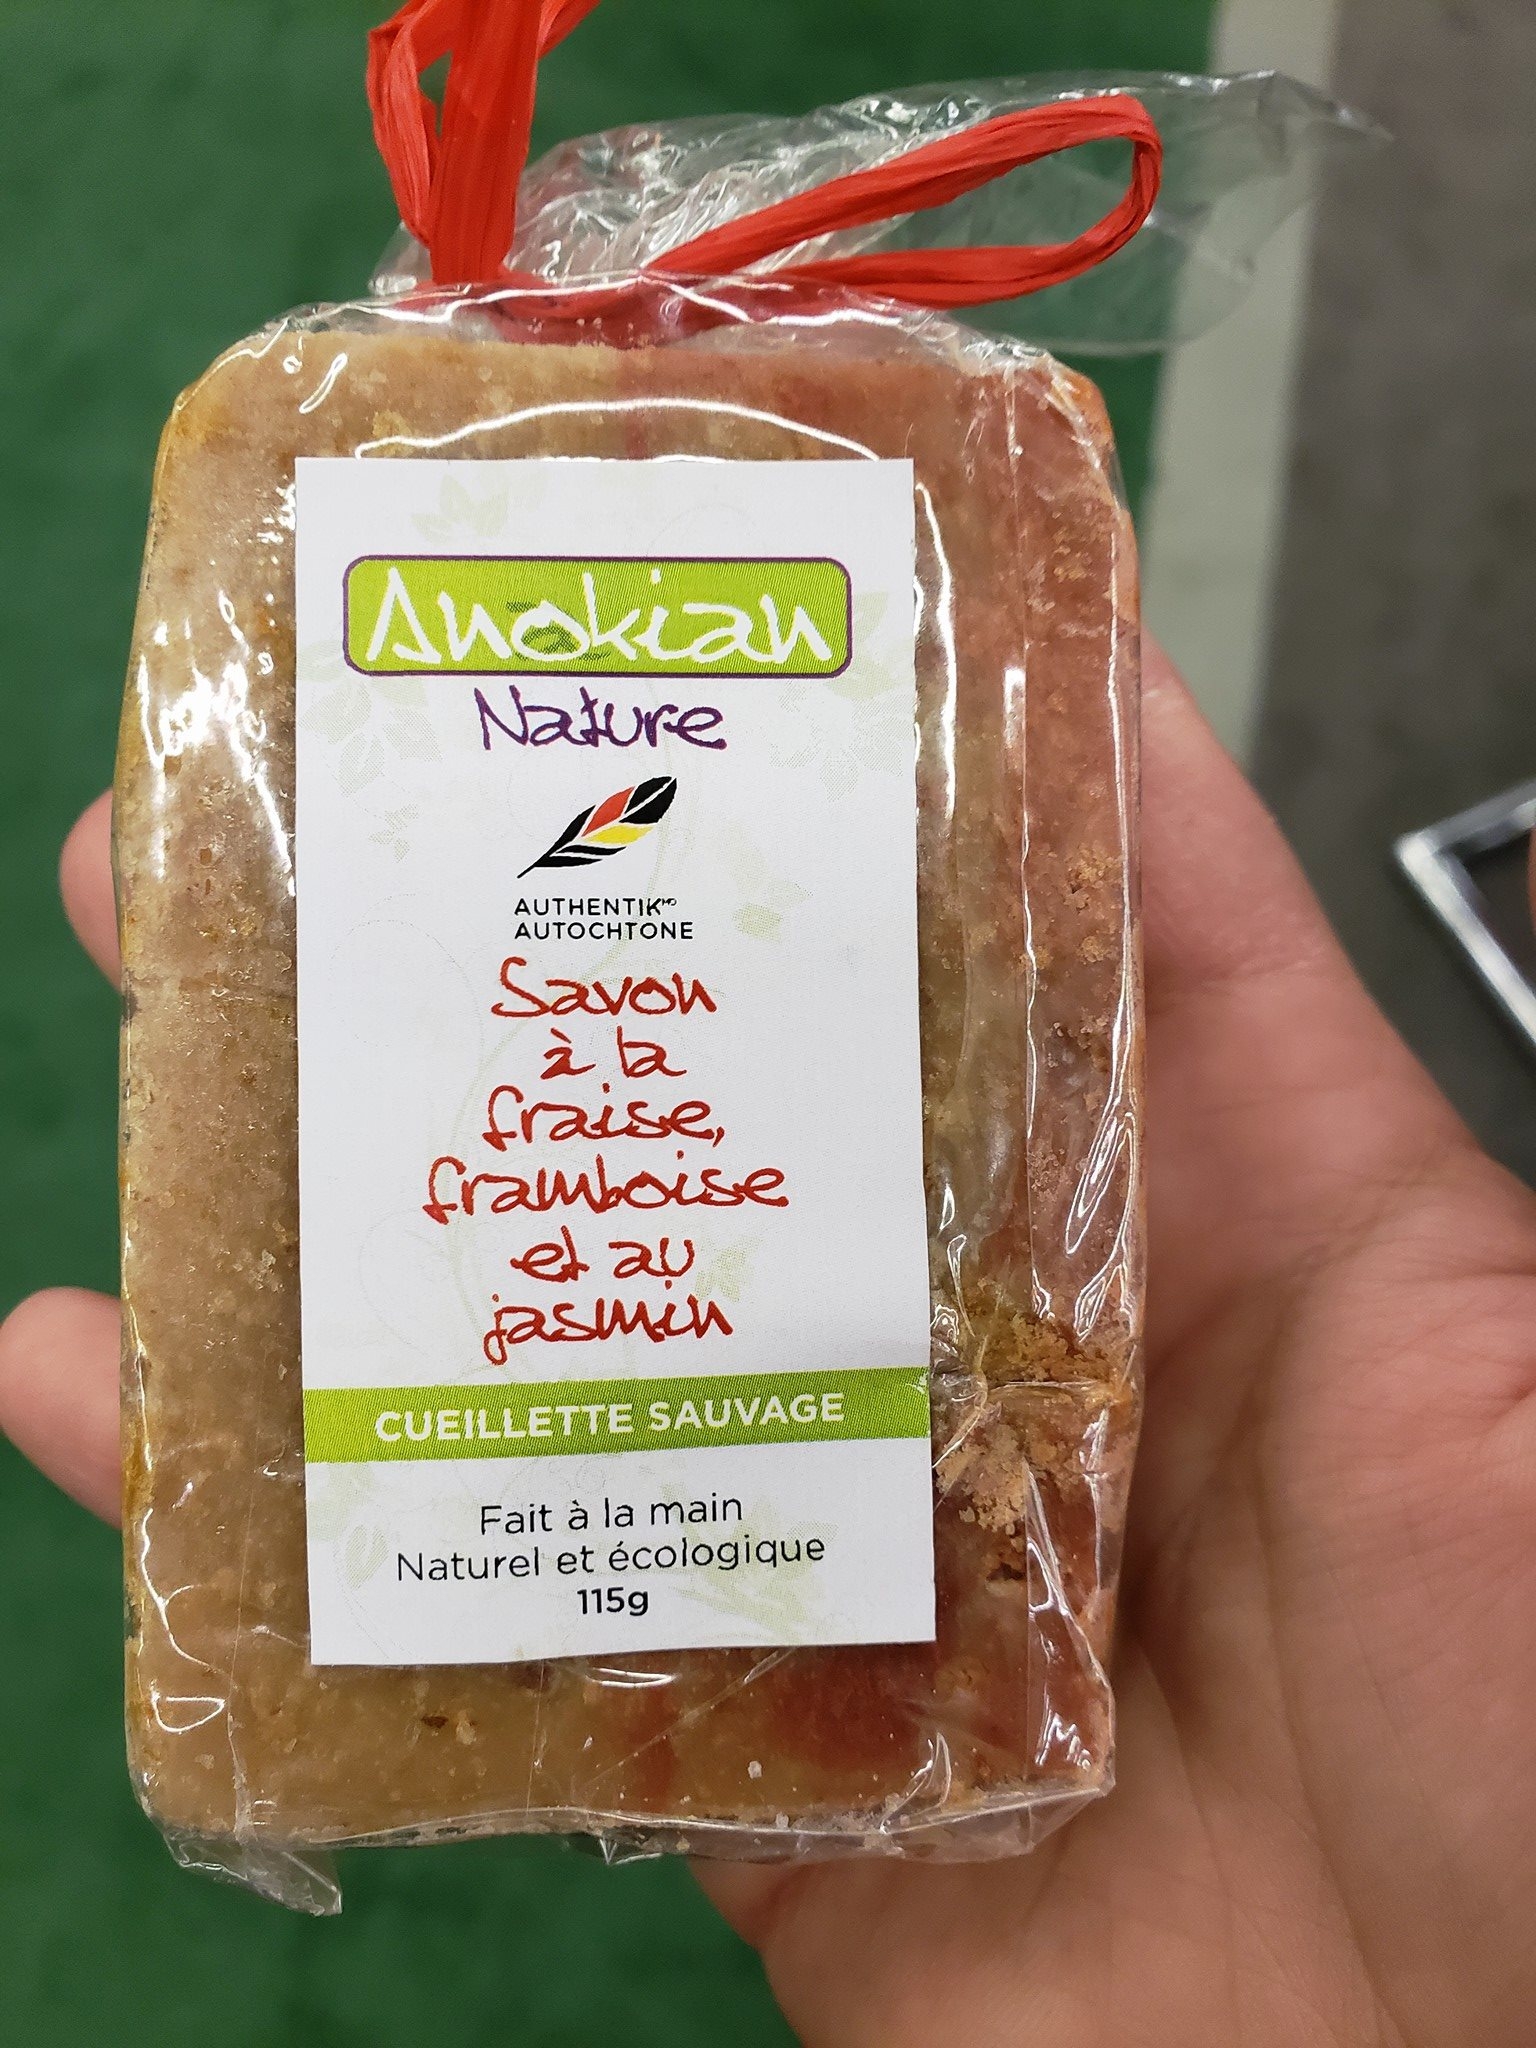 Anokian
Nature
AUTHENTIK MD
AUTOCHTONE
Savon
à la
fraise,
framboise
et au
jasmin
CUEILLETTE SAUVAGE
Fait à la main
Naturel et écologique
115g